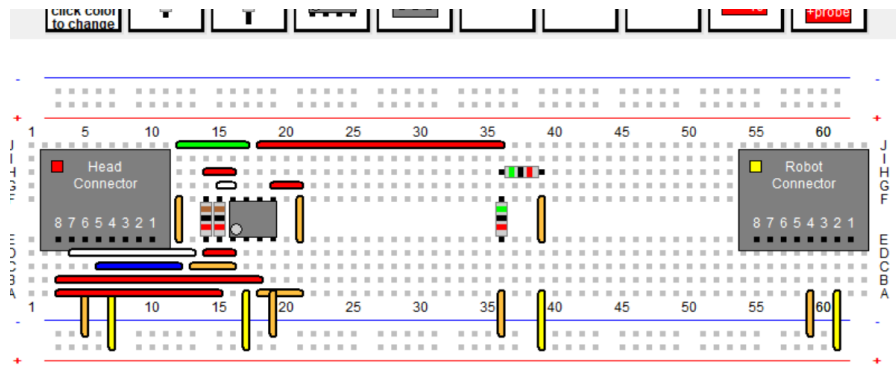 click color
to change
+probe
-
-
+
+
1 5 10 15 20 25 30 35 40 45 50 55 60
J J
I I
H H
G G
F F
Head
Connector
Robot
Connector
8 7 6 5 4 3 2 1
8 7 6 5 4 3 2 1
E E
D D
C C
B B
A A
1 5 10 15 20 25 30 35 40 45 50 55 60
-
-
+
+